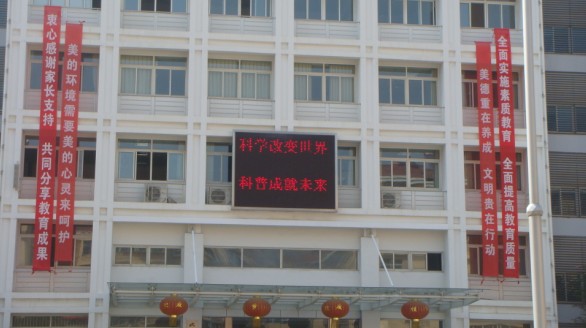 衷心感谢家长支持 共同分享教育成果
美的环境需要美的心灵来呵护
科学改变世界
科普成就未来
美德重在养成 文明贵在行动
全面实施素质教育 全面提高教育质量